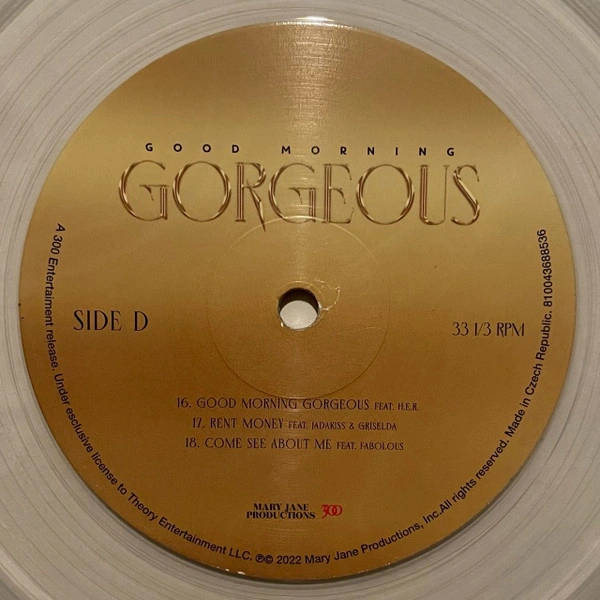 GOOD MORNING
GORGEOUS
SIDE D
33 1/3 RPM
16. GOOD MORNING GORGEOUS FEAT. H.E.R.
17. RENT MONEY FEAT. JADAKISS & GRISELDA
18. COME SEE ABOUT ME FEAT. FABOLOUS
MARY JANE
PRODUCTIONS 300
A 300 Entertaiment release. Under esclusive license to Theory Entertainment LLC. ℗© 2022 Mary Jane Productions, Inc.All rights reserved. Made in Czech Republic. 810043688536